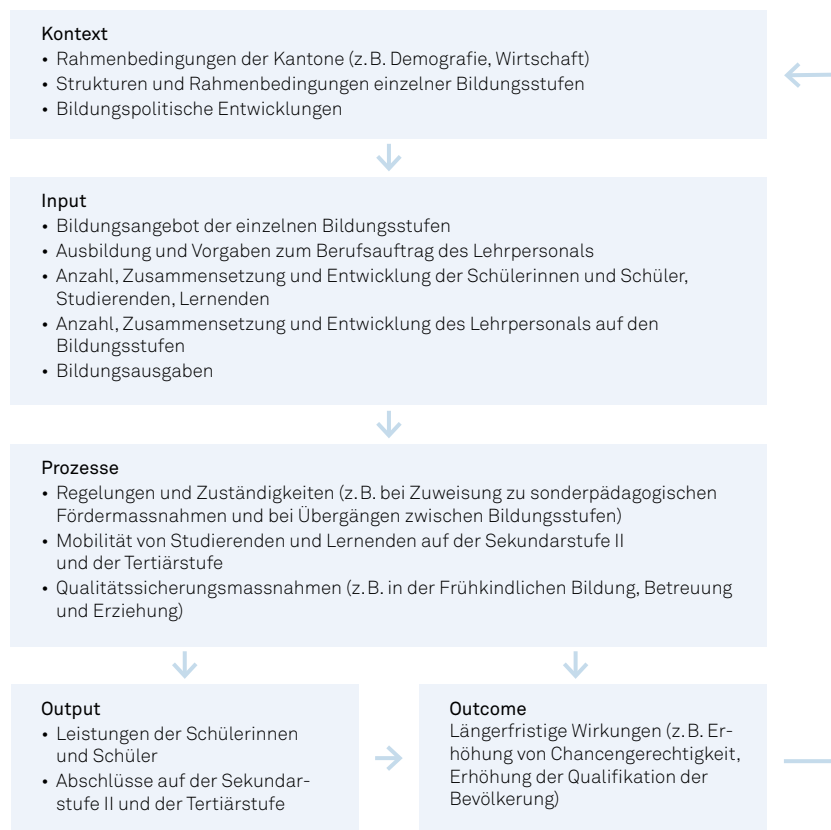 Kontext
• Rahmenbedingungen der Kantone (z.B. Demografie, Wirtschaft)
• Strukturen und Rahmenbedingungen einzelner Bildungsstufen
• Bildungspolitische Entwicklungen
Input
• Bildungsangebot der einzelnen Bildungsstufen
• Ausbildung und Vorgaben zum Berufsauftrag des Lehrpersonals
• Anzahl, Zusammensetzung und Entwicklung der Schülerinnen und Schüler,
Studierenden, Lernenden
• Anzahl, Zusammensetzung und Entwicklung des Lehrpersonals auf den
Bildungsstufen
• Bildungsausgaben
Prozesse
• Regelungen und Zuständigkeiten (z.B. bei Zuweisung zu sonderpädagogischen
Fördermassnahmen und bei Übergängen zwischen Bildungsstufen)
• Mobilität von Studierenden und Lernenden auf der Sekundarstufe II
und der Tertiärstufe
• Qualitätssicherungsmassnahmen (z.B. in der Frühkindlichen Bildung, Betreuung
und Erziehung)
Output
• Leistungen der Schülerinnen
und Schüler
• Abschlüsse auf der Sekundar-
stufe II und der Tertiärstufe
Outcome
Längerfristige Wirkungen (z.B. Er-
höhung von Chancengerechtigkeit,
Erhöhung der Qualifikation der
Bevölkerung)